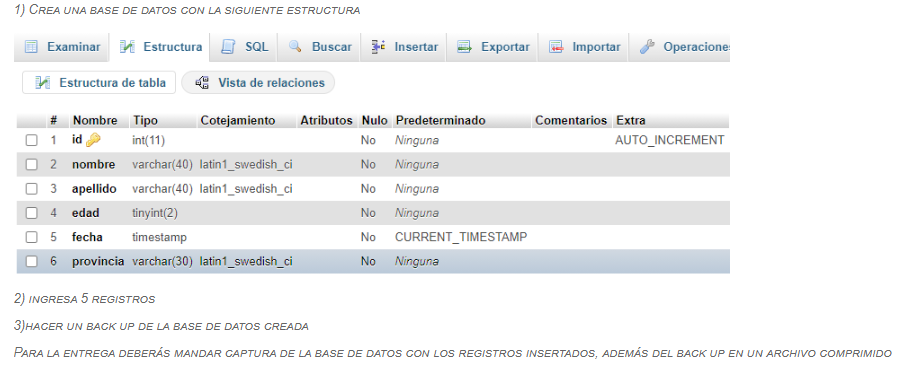 1) Crea una base de datos con la siguiente estructura
Examinar Estructura SQL Buscar Insertar Exportar Importar Operaciones
Estructura de tabla Vista de relaciones
# Nombre Tipo Cotejamiento Atributos Nulo Predeterminado Comentarios Extra
1 id int(11) No Ninguna AUTO_INCREMENT
2 nombre varchar(40) latin1_swedish_ci No Ninguna
3 apellido varchar(40) latin1_swedish_ci No Ninguna
4 edad tinyint(2) No Ninguna
5 fecha timestamp No CURRENT_TIMESTAMP
6 provincia varchar(30) latin1_swedish_ci No Ninguna
2) ingresa 5 registros
3)hacer un back up de la base de datos creada
Para la entrega deberás mandar captura de la base de datos con los registros insertados, además del back up en un archivo comprimido